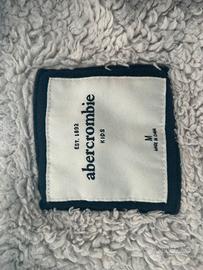 EST. 1892
abercrombie
KIDS
M
MADE IN CHINA